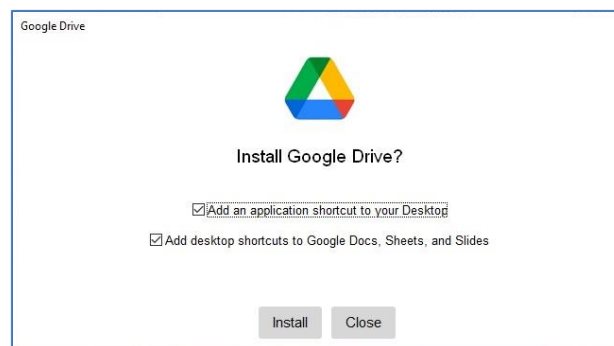 Google Drive
Install Google Drive?
Add an application shortcut to your Desktop
Add desktop shortcuts to Google Docs, Sheets, and Slides
Install Close